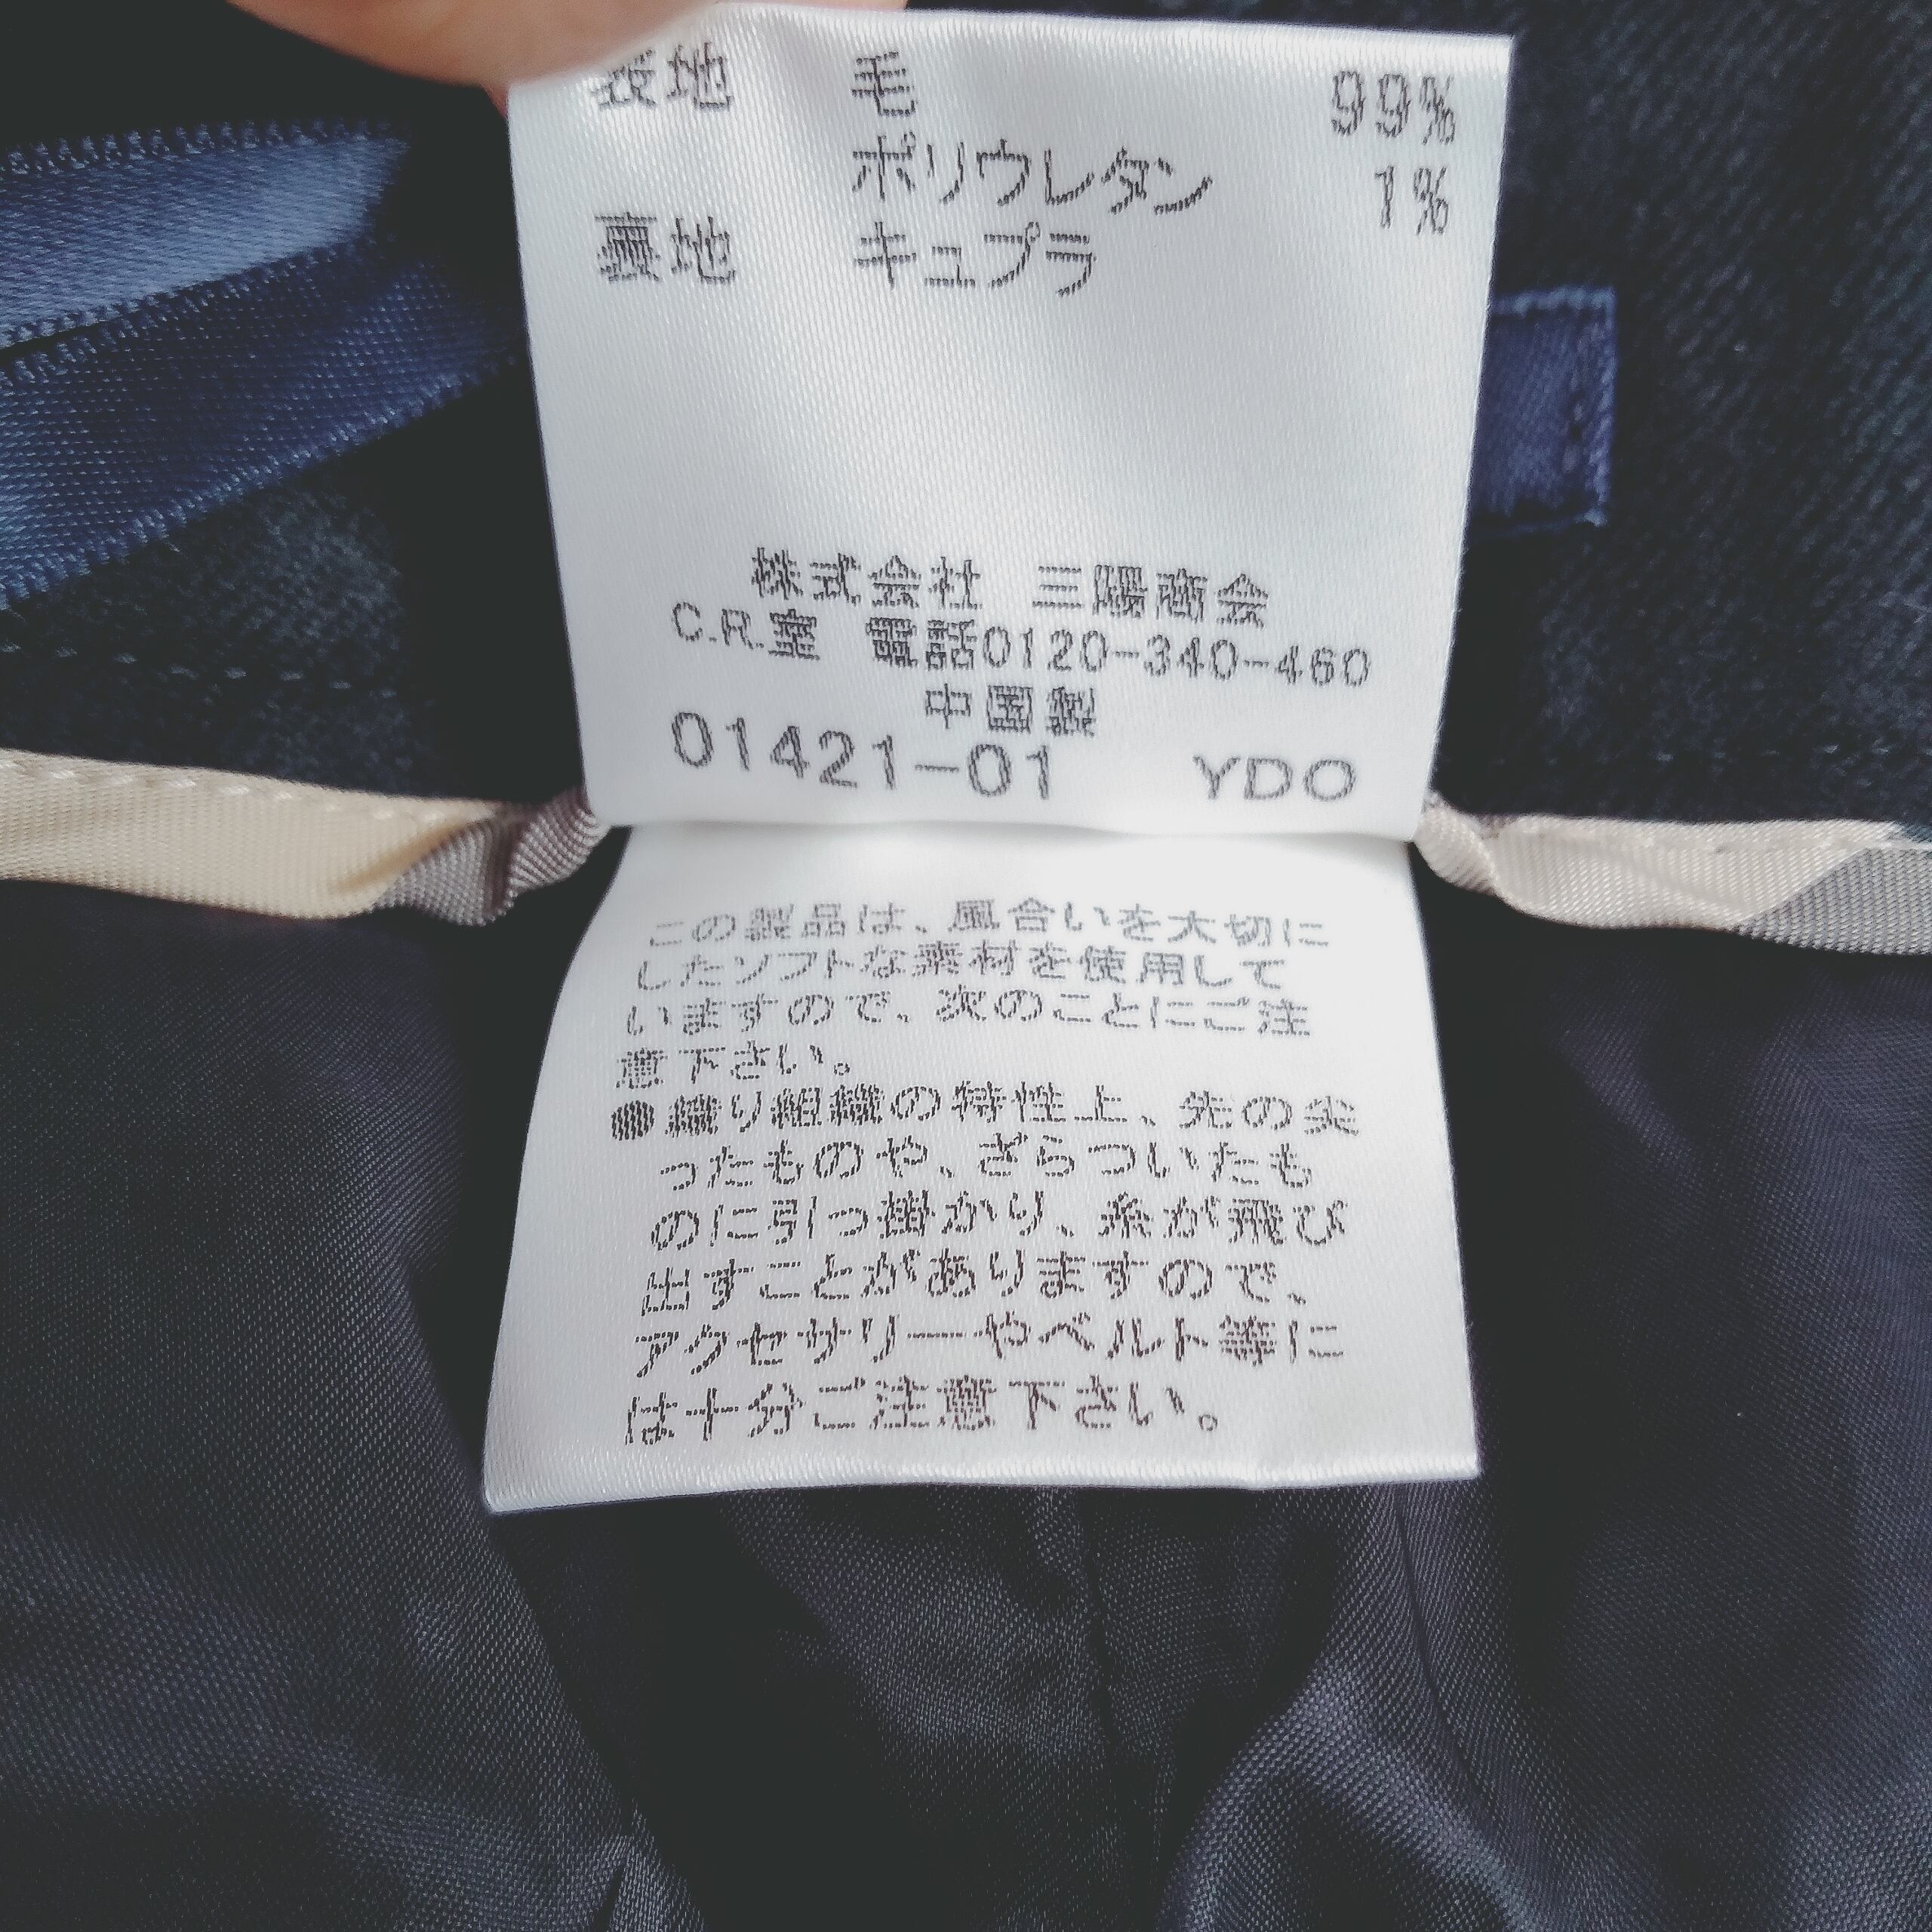 表地 毛 99%
ポリウレタン 1%
裏地 キュプラ
株式会社 三陽商会
C.R.室 電話0120-340-460
中国製
01421-01 YDO
この製品は、風合いを大切に
したソフトな素材を使用して
いますので、次のことにご注
意下さい。
●織り組織の特性上、先の尖
ったものや、ざらついたも
のに引っ掛かり、糸が飛び
出すことがありますので、
アクセサリーやベルト等に
は十分ご注意下さい。